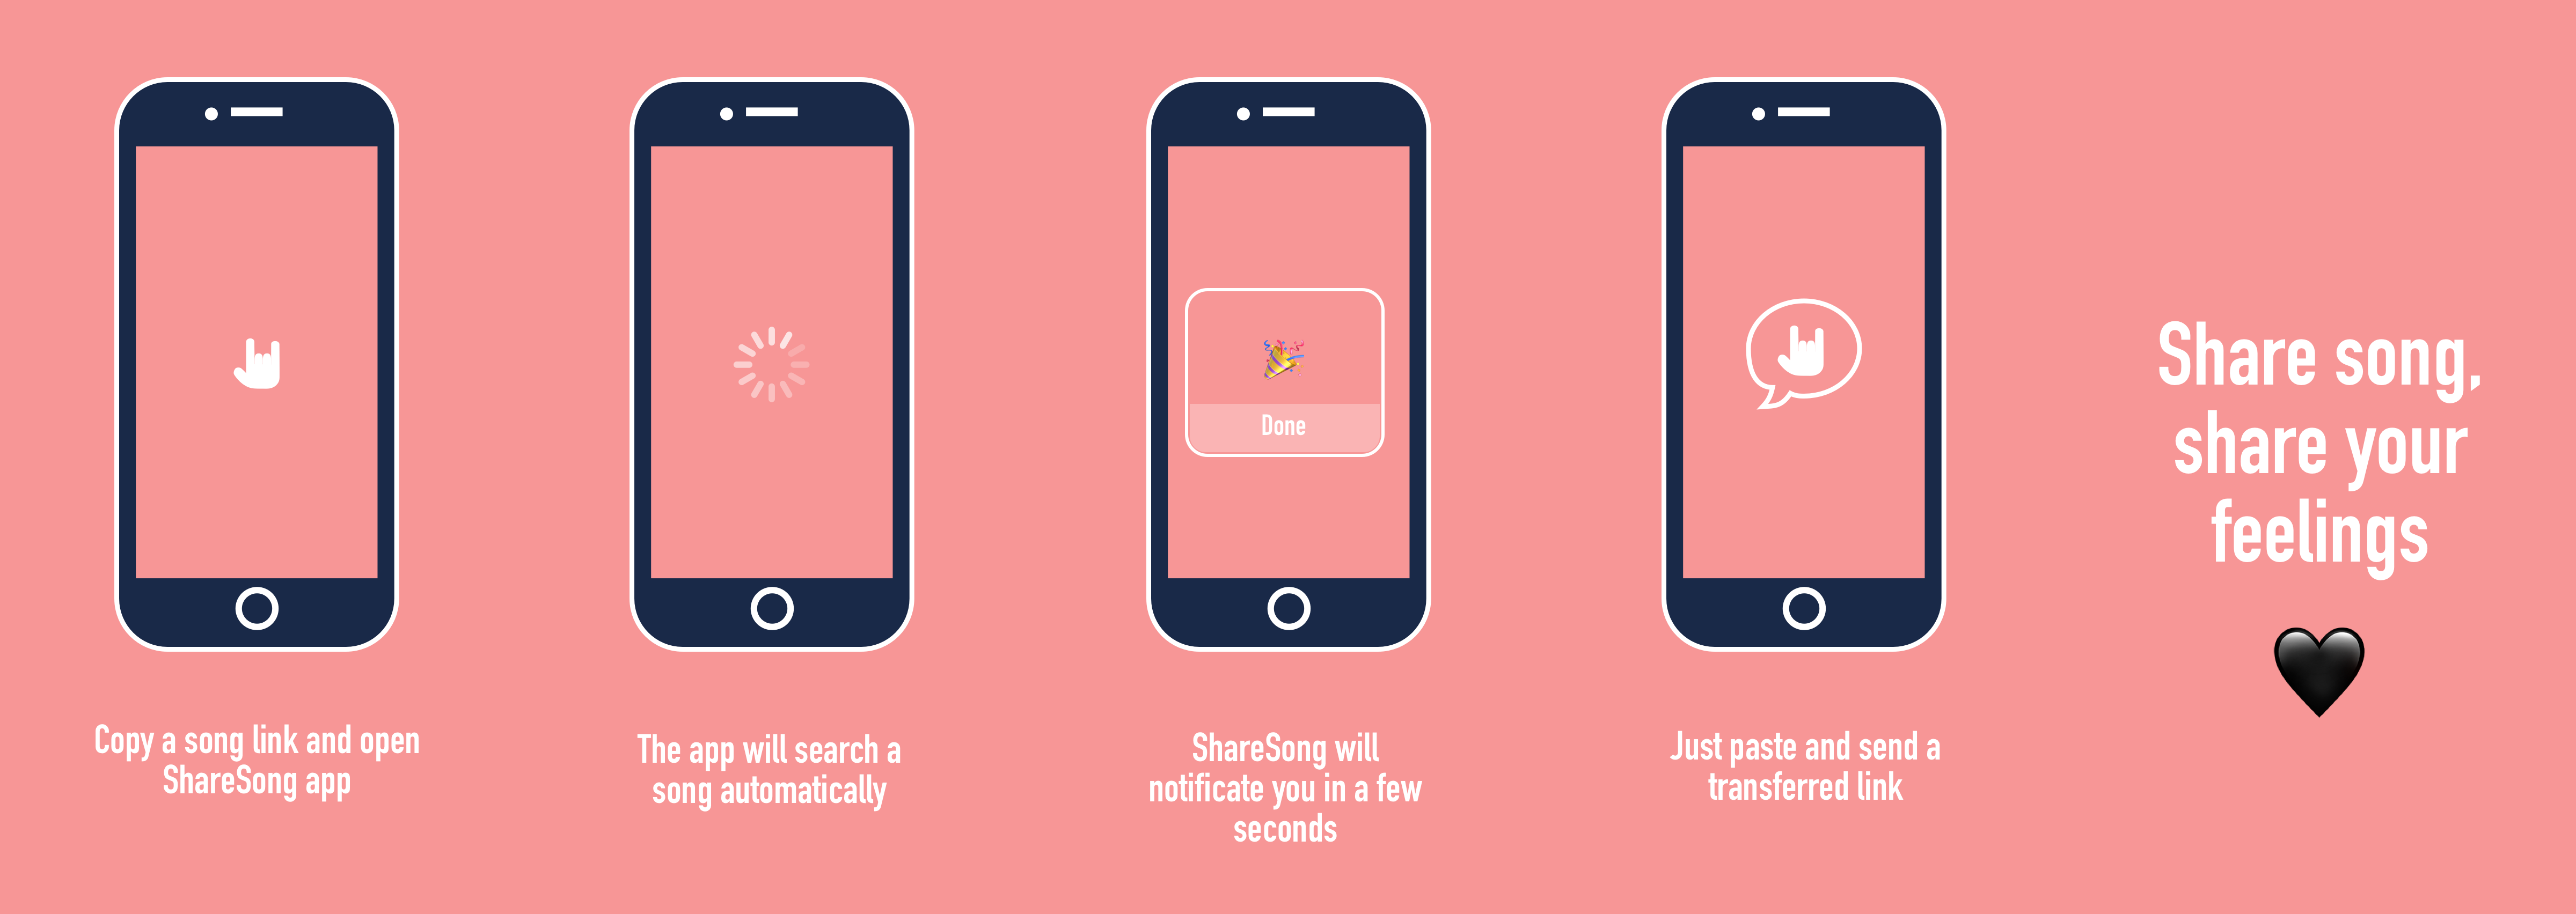 Done
Copy a song link and open
ShareSong app
The app will search a
song automatically
ShareSong will
notificate you in a few
seconds
Just paste and send a
transferred link
Share song,
share your
feelings